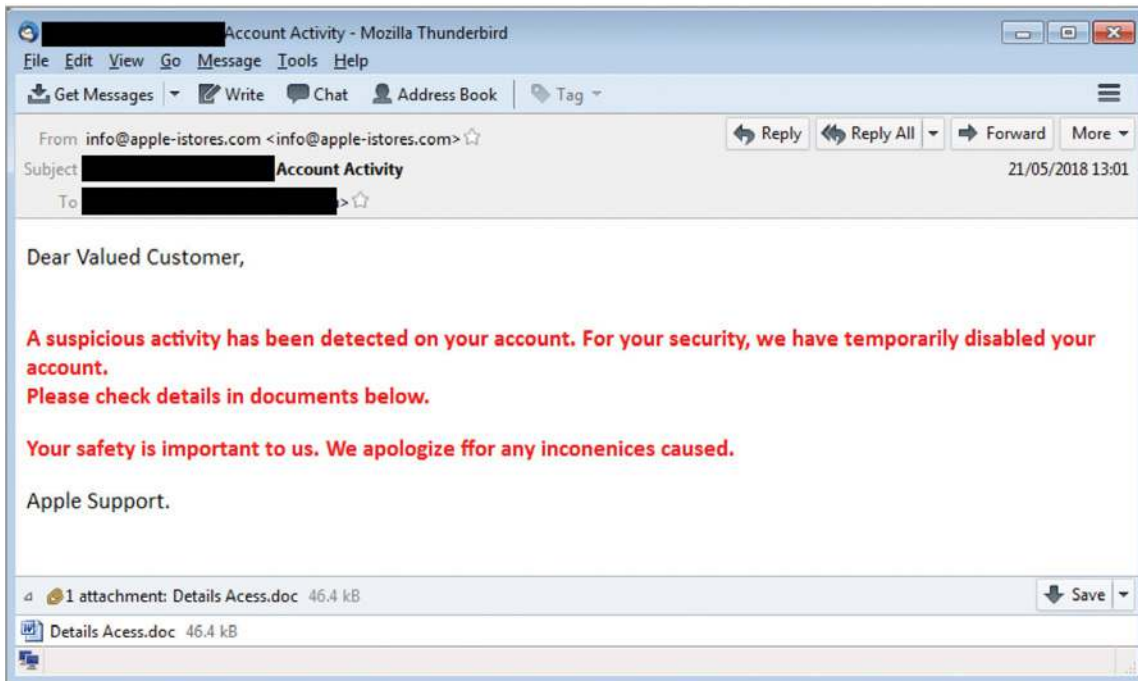 Account Activity - Mozilla Thunderbird
File Edit View Go Message Tools Help
Get Messages Write Chat Address Book Tag
From info@apple-istores.com <info@apple-istores.com> Reply Reply All Forward More
Subject Account Activity 21/05/2018 13:01
To >
Dear Valued Customer,
A suspicious activity has been detected on your account. For your security, we have temporarily disabled your
account.
Please check details in documents below.
Your safety is important to us. We apologize ffor any inconenices caused.
Apple Support.
1 attachment: Details Acess.doc 46.4 kB Save
Details Acess.doc 46.4 kB